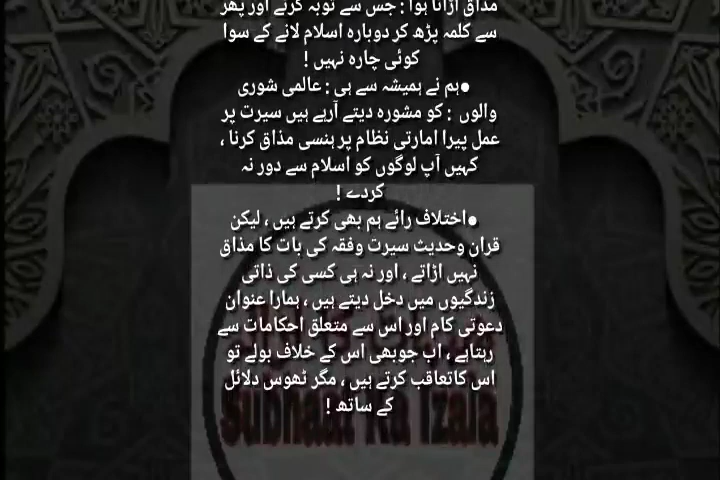 مذاق اڑانا ہوا : جس سے توبہ کرنے اور پھر
سے کلمہ پڑھ کر دوبارہ اسلام لانے کے سوا
کوئی چارہ نہیں !
●ہم نے ہمیشہ سے ہی : عالمی شوری
والوں : کو مشورہ دیتے آرہے ہیں سیرت پر
عمل پیرا امارتی نظام پر ہنسی مذاق کرنا ،
کہیں آپ لوگوں کو اسلام سے دور نہ
کردے !
●اختلاف رائے ہم بھی کرتے ہیں ، لیکن
قران وحدیث سیرت وفقہ کی بات کا مذاق
نہیں اڑاتے ، اور نہ ہی کسی کی ذاتی
زندگیوں میں دخل دیتے ہیں ، ہمارا عنوان
دعوتی کام اور اس سے متعلق احکامات سے
رہتاہے ، اب جوبھی اس کے خلاف بولے تو
اس کاتعاقب کرتے ہیں ، مگر ٹھوس دلائل
کے ساتھ !
Subhaat Ka Izala